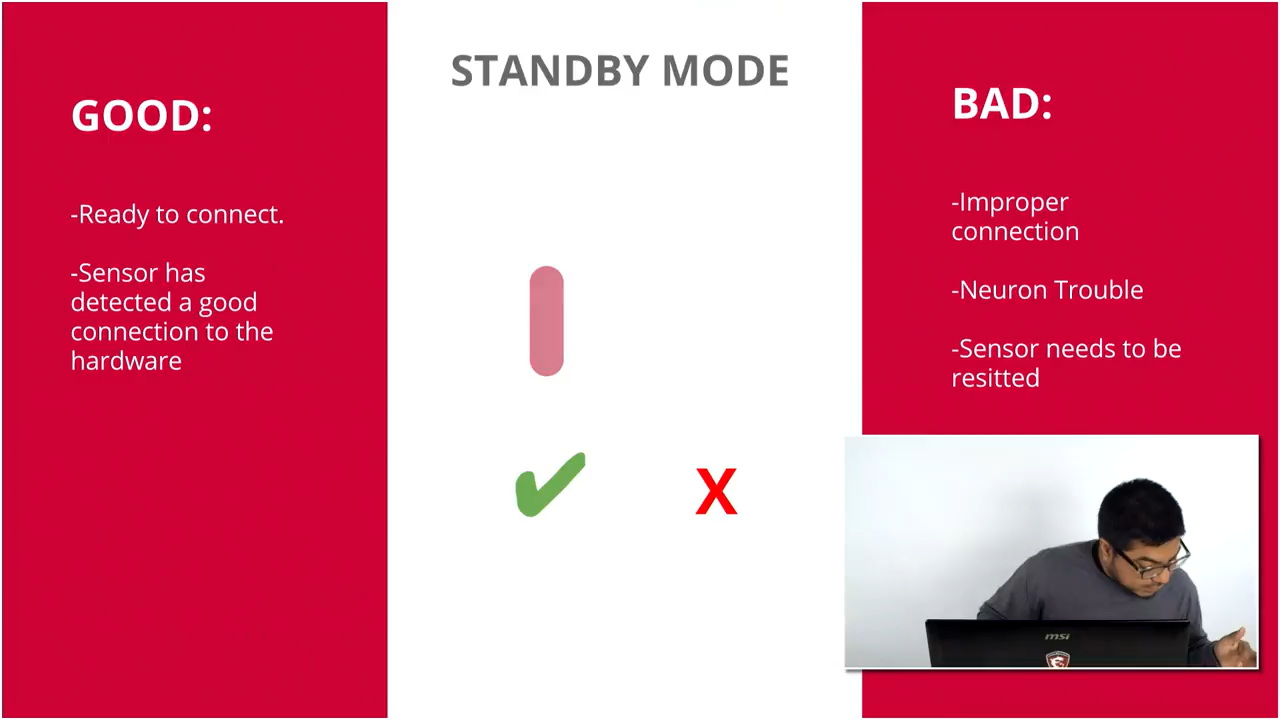 STANDBY MODE
GOOD:
-Ready to connect.
-Sensor has
detected a good
connection to the
hardware
X
BAD:
-Improper
connection
-Neuron Trouble
-Sensor needs to be
resitted
msi